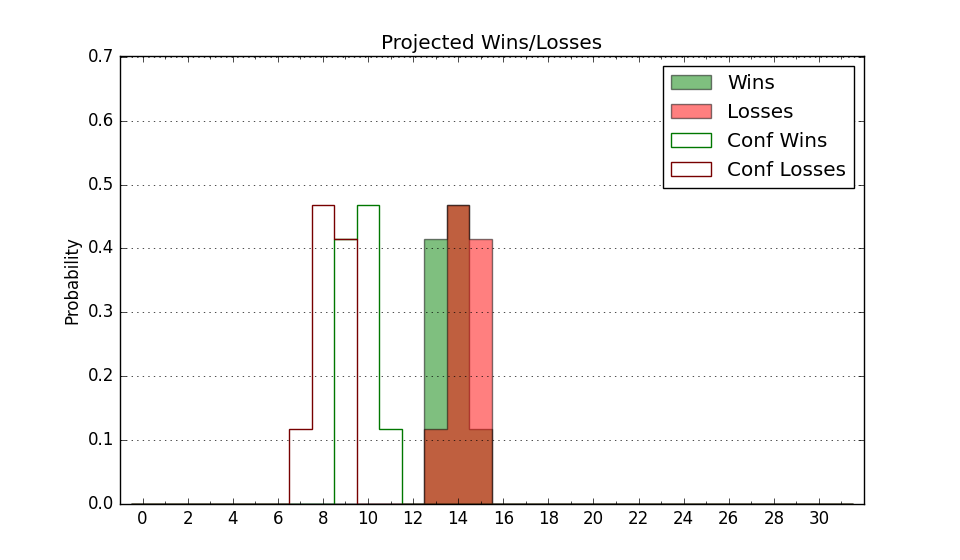 Projected Wins/Losses
Wins
Losses
Conf Wins
Conf Losses
Probability
0.7
0.6
0.5
0.4
0.3
0.2
0.1
0.0
0 2 4 6 8 10 12 14 16 18 20 22 24 26 28 30